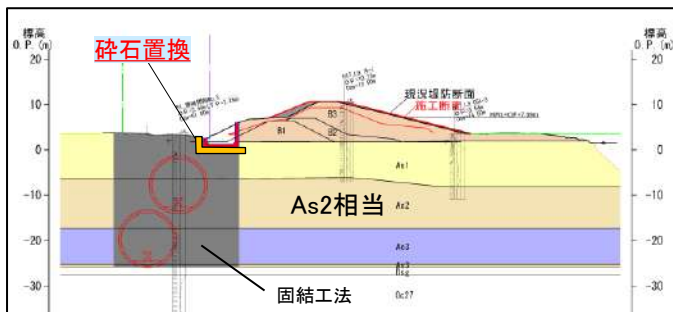 標高
O.P.(m)
標高
O.P.(m)
砕石置換
20
20
現況堤防断面
施工断面
10
10
B3
B1
B2
0
0
As1
-10
-10
As2相当
As2
-20
-20
Ac3
As3
Dsg
-30
固結工法
Dc27
-30